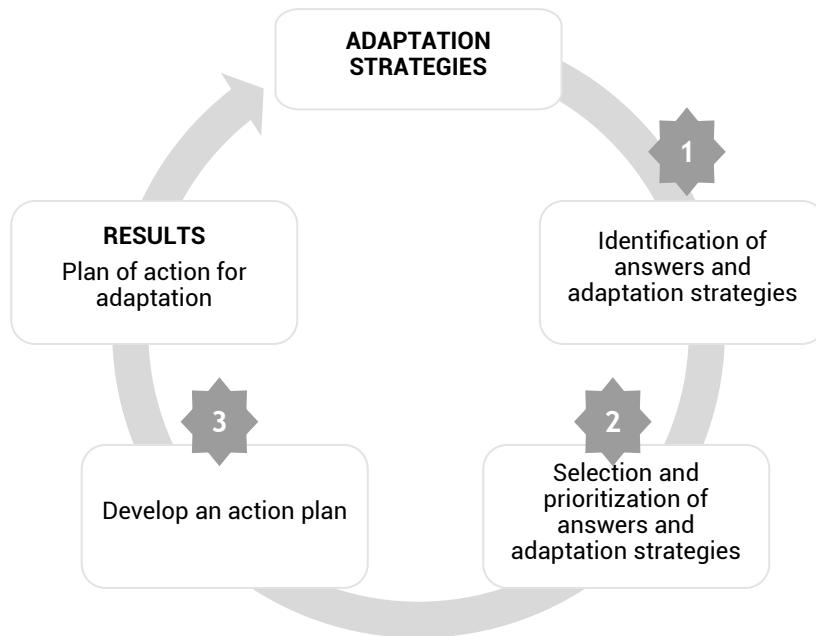 ADAPTATION
STRATEGIES
1
Identification of
answers and
adaptation strategies
2
Selection and
prioritization of
answers and
adaptation strategies
3
Develop an action plan
RESULTS
Plan of action for
adaptation